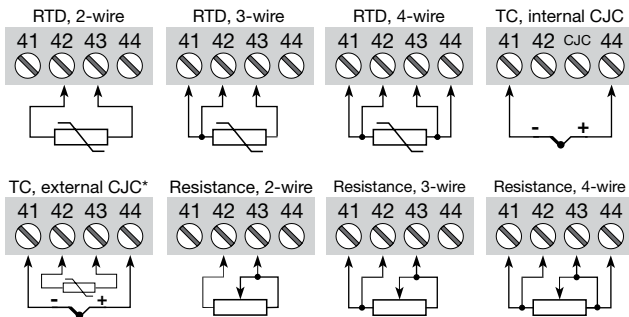 RTD, 2-wire
RTD, 3-wire
RTD, 4-wire
TC, internal CJC
41 42 43 44
41 42 43 44
41 42 43 44
41 42 CJC 44
- +
TC, external CJC*
Resistance, 2-wire
Resistance, 3-wire
Resistance, 4-wire
41 42 43 44
41 42 43 44
41 42 43 44
41 42 43 44
- +